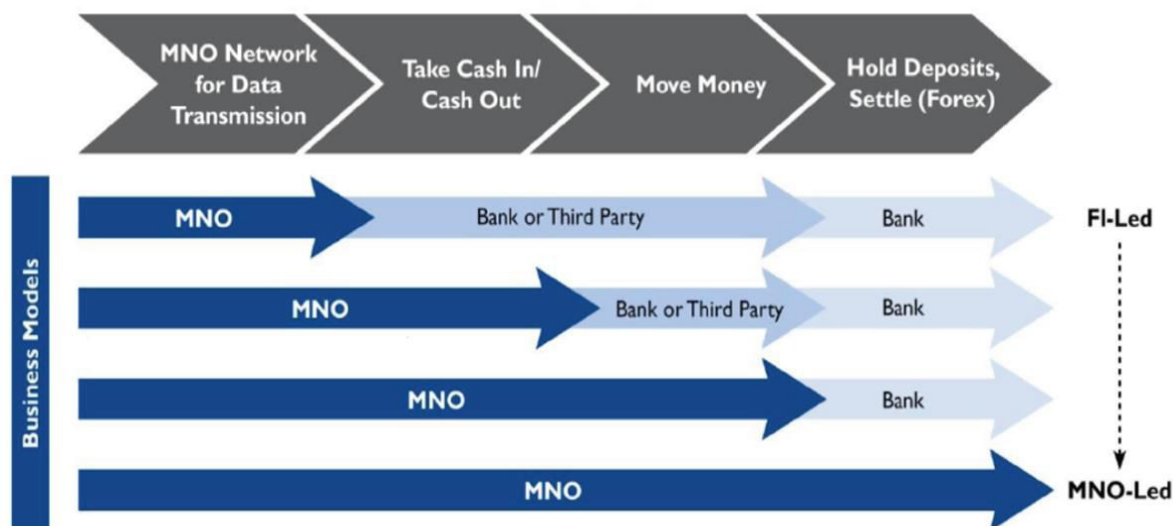 MNO Network
for Data
Transmission
Take Cash In/
Cash Out
Move Money
Hold Deposits,
Settle (Forex)
Business Models
MNO
Bank or Third Party
Bank
FI-Led
MNO
Bank or Third Party
Bank
MNO
Bank
MNO
MNO-Led